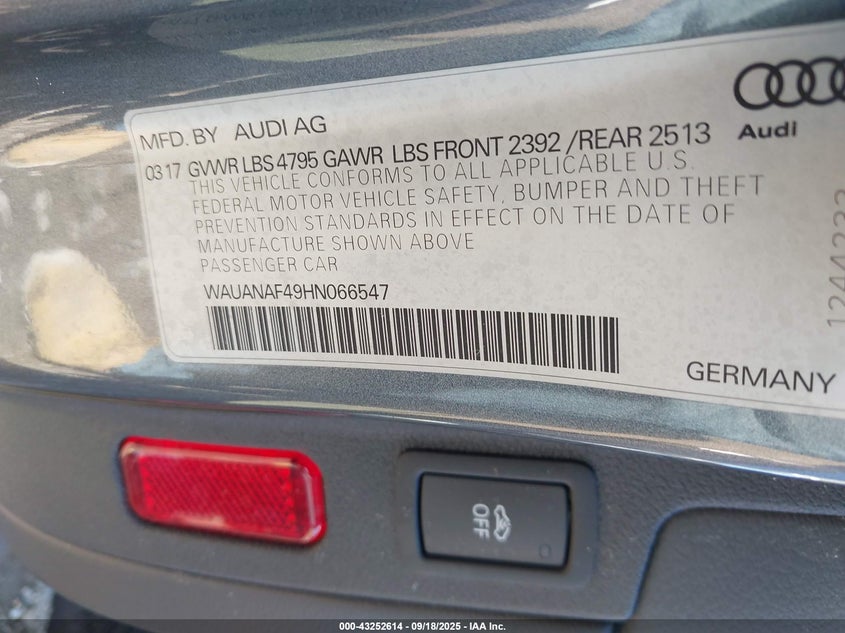 MFD. BY AUDI AG
Audi
0317 GVWR LBS 4795 GAWR LBS FRONT 2392 /REAR 2513
THIS VEHICLE CONFORMS TO ALL APPLICABLE U.S.
FEDERAL MOTOR VEHICLE SAFETY, BUMPER AND THEFT
PREVENTION STANDARDS IN EFFECT ON THE DATE OF
MANUFACTURE SHOWN ABOVE
PASSENGER CAR
WAUANAF49HN066547
1244232
GERMANY
OFF
000-43252614 - 09/18/2025 - IAA Inc.